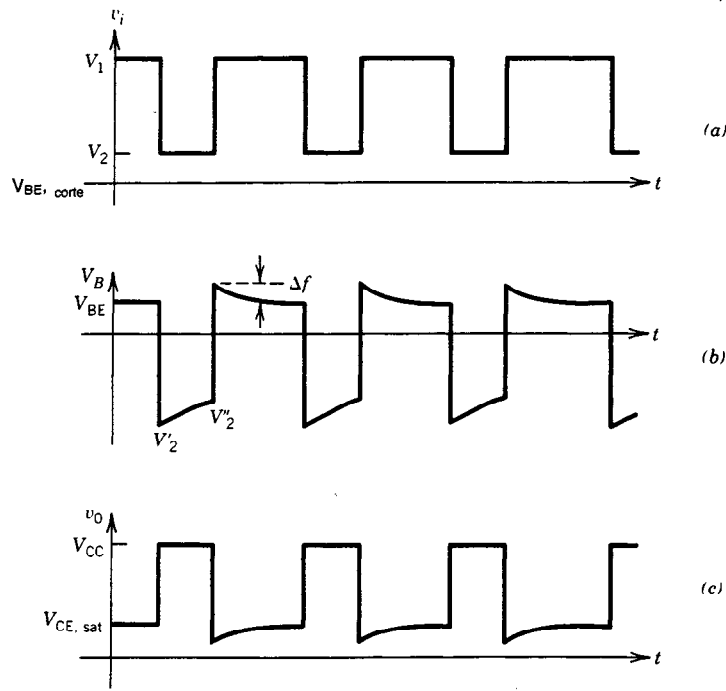 v_i
V_1
(a)
V_2
V_BE, corte
t
V_B
Δf
V_BE
t
(b)
V'_2
V''_2
v_0
V_CC
(c)
V_CE, sat
t